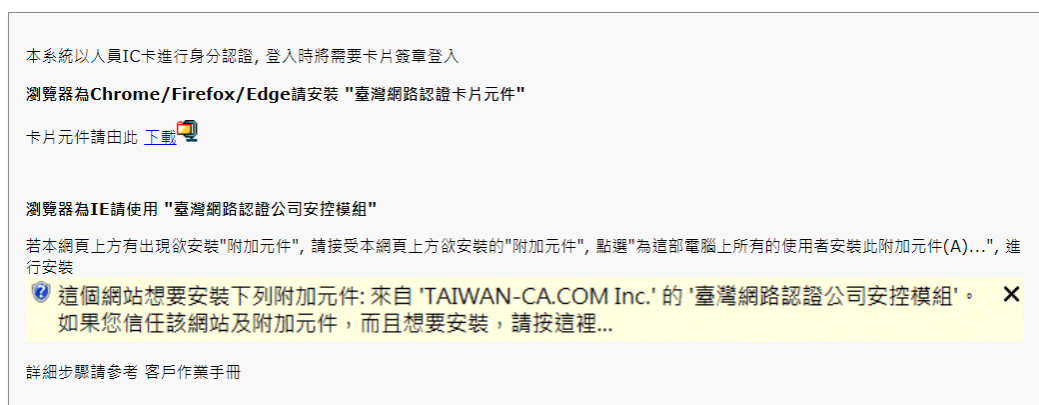 本系統以人員IC卡進行身分認證, 登入時將需要卡片簽章登入
瀏覽器為Chrome/Firefox/Edge請安裝 "臺灣網路認證卡片元件"
卡片元件請由此 下載
瀏覽器為IE請使用 "臺灣網路認證公司安控模組"
若本網頁上方有出現欲安裝"附加元件", 請接受本網頁上方欲安裝的"附加元件", 點選"為這部電腦上所有的使用者安裝此附加元件(A)...", 進
行安裝
這個網站想要安裝下列附加元件: 來自 'TAIWAN-CA.COM Inc.' 的 '臺灣網路認證公司安控模組'。
如果您信任該網站及附加元件，而且想要安裝，請按這裡...
詳細步驟請參考 客戶作業手冊